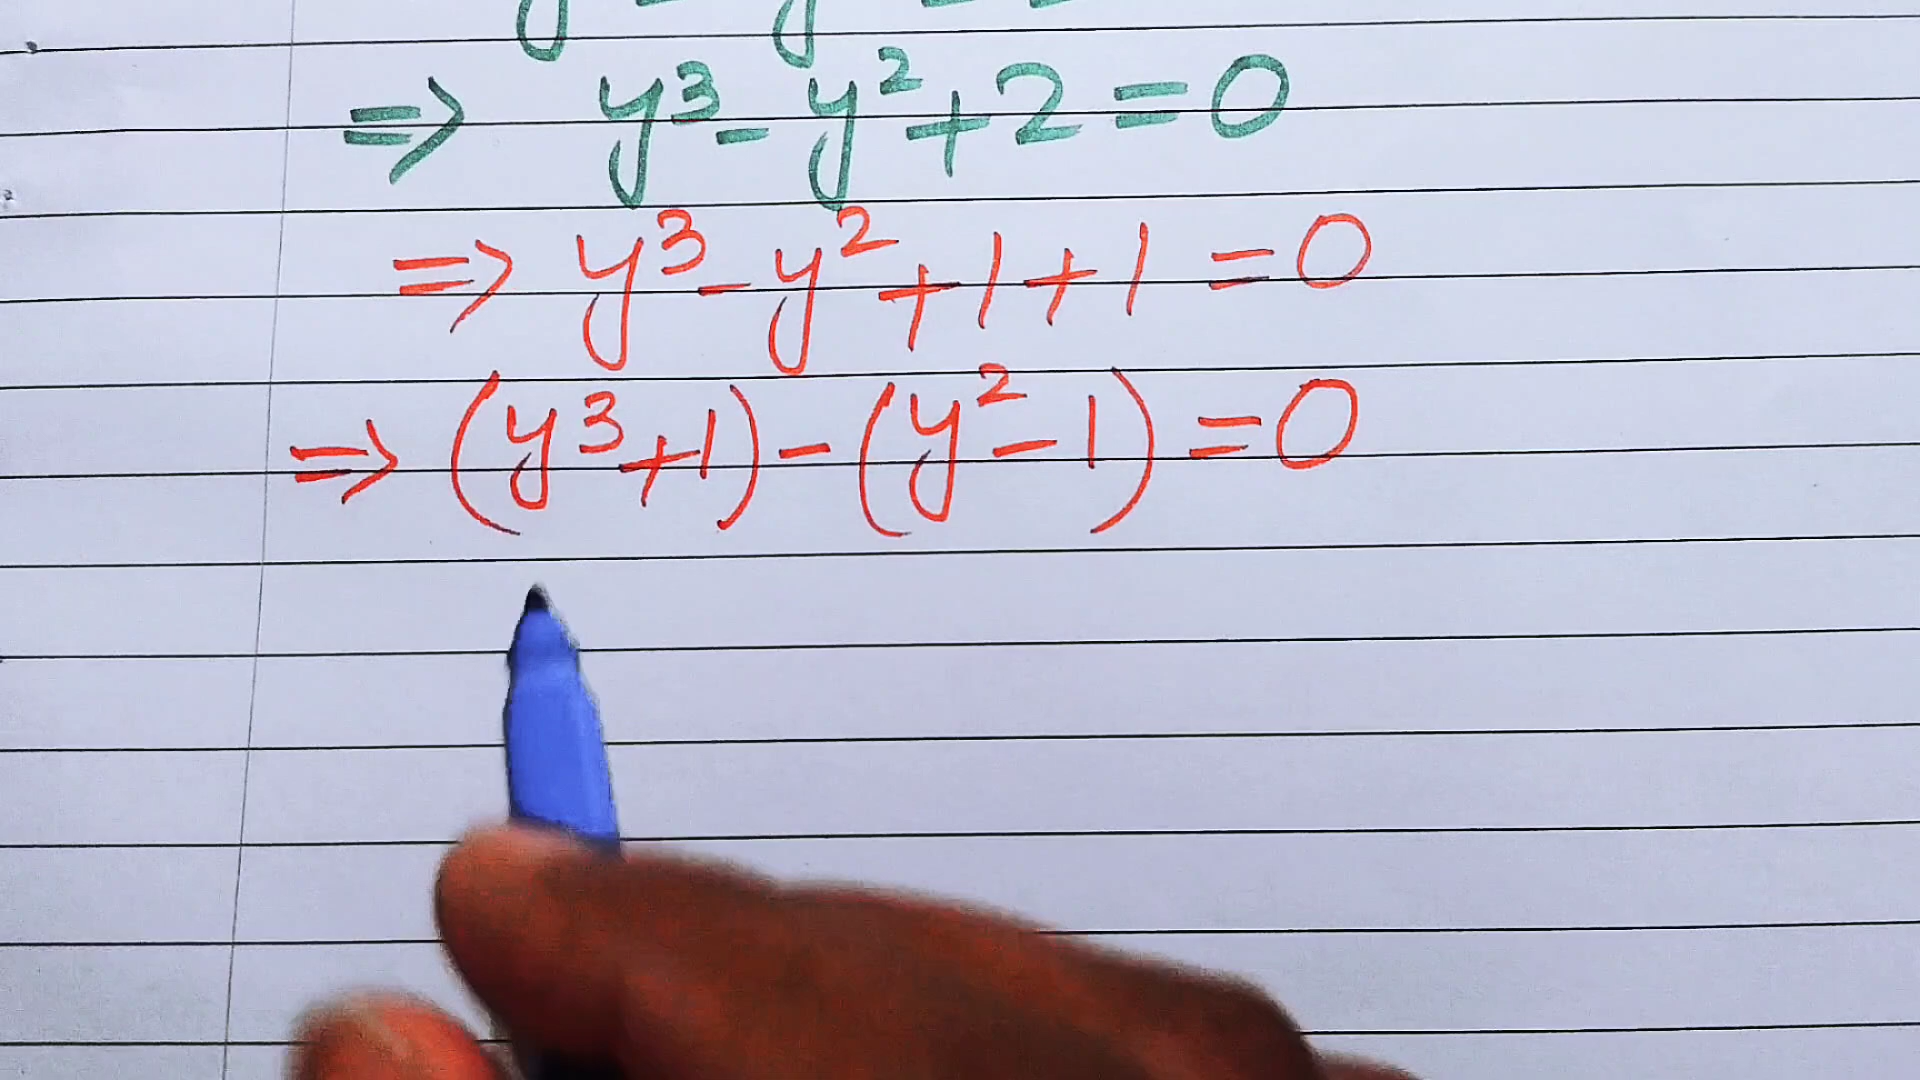 => y³ - y² + 2 = 0
=> y³ - y² + 1 + 1 = 0
=> (y³ + 1) - (y² - 1) = 0